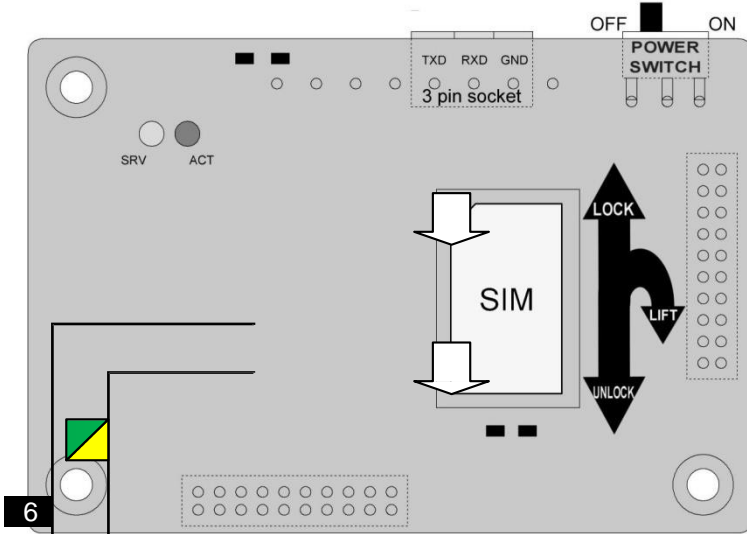 OFF ON
POWER
SWITCH
TXD RXD GND
3 pin socket
SRV ACT
LOCK
SIM
LIFT
UNLOCK
6